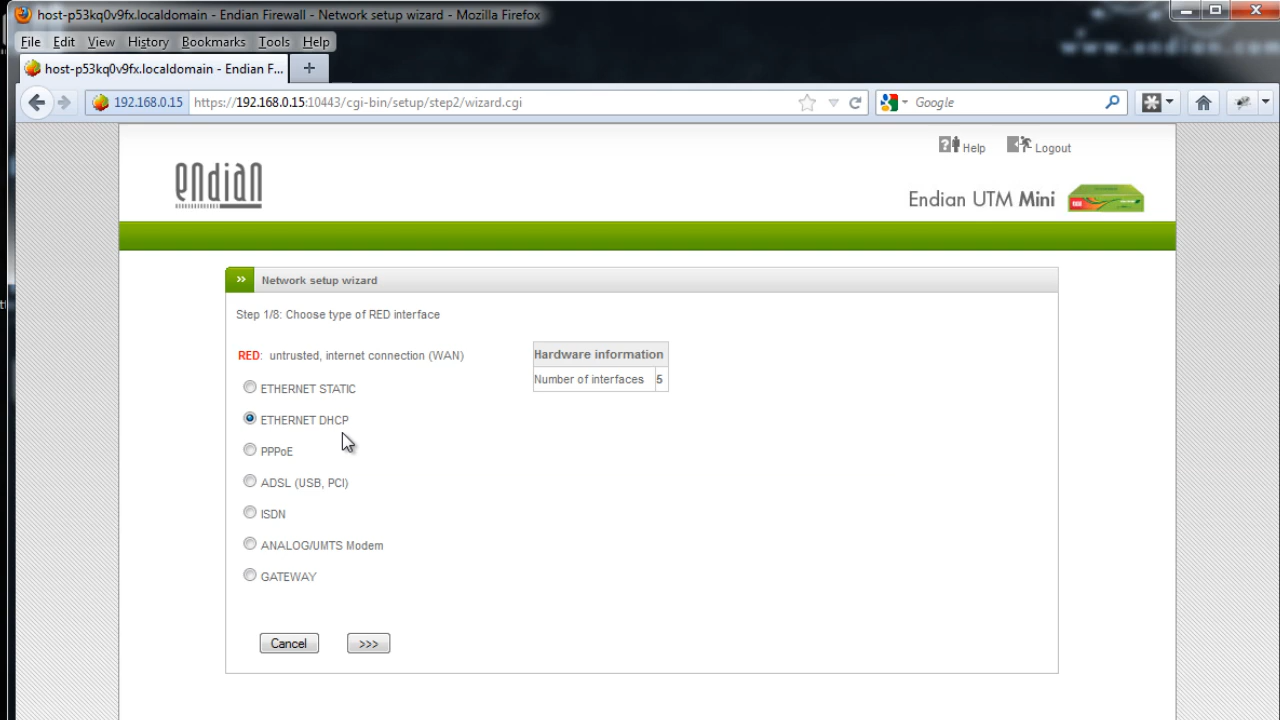 host-p53kq0v9fx.localdomain - Endian Firewall - Network setup wizard - Mozilla Firefox
File Edit View History Bookmarks Tools Help
www.endian.com
host-p53kq0v9fx.localdomain - Endian F...
192.168.0.15 https://192.168.0.15:10443/cgi-bin/setup/step2/wizard.cgi Google
Help Logout
endian
Endian UTM Mini
>> Network setup wizard
Step 1/8: Choose type of RED interface
RED: untrusted, internet connection (WAN)
Hardware information
Number of interfaces 5
ETHERNET STATIC
ETHERNET DHCP
PPPoE
ADSL (USB, PCI)
ISDN
ANALOG/UMTS Modem
GATEWAY
Cancel >>>